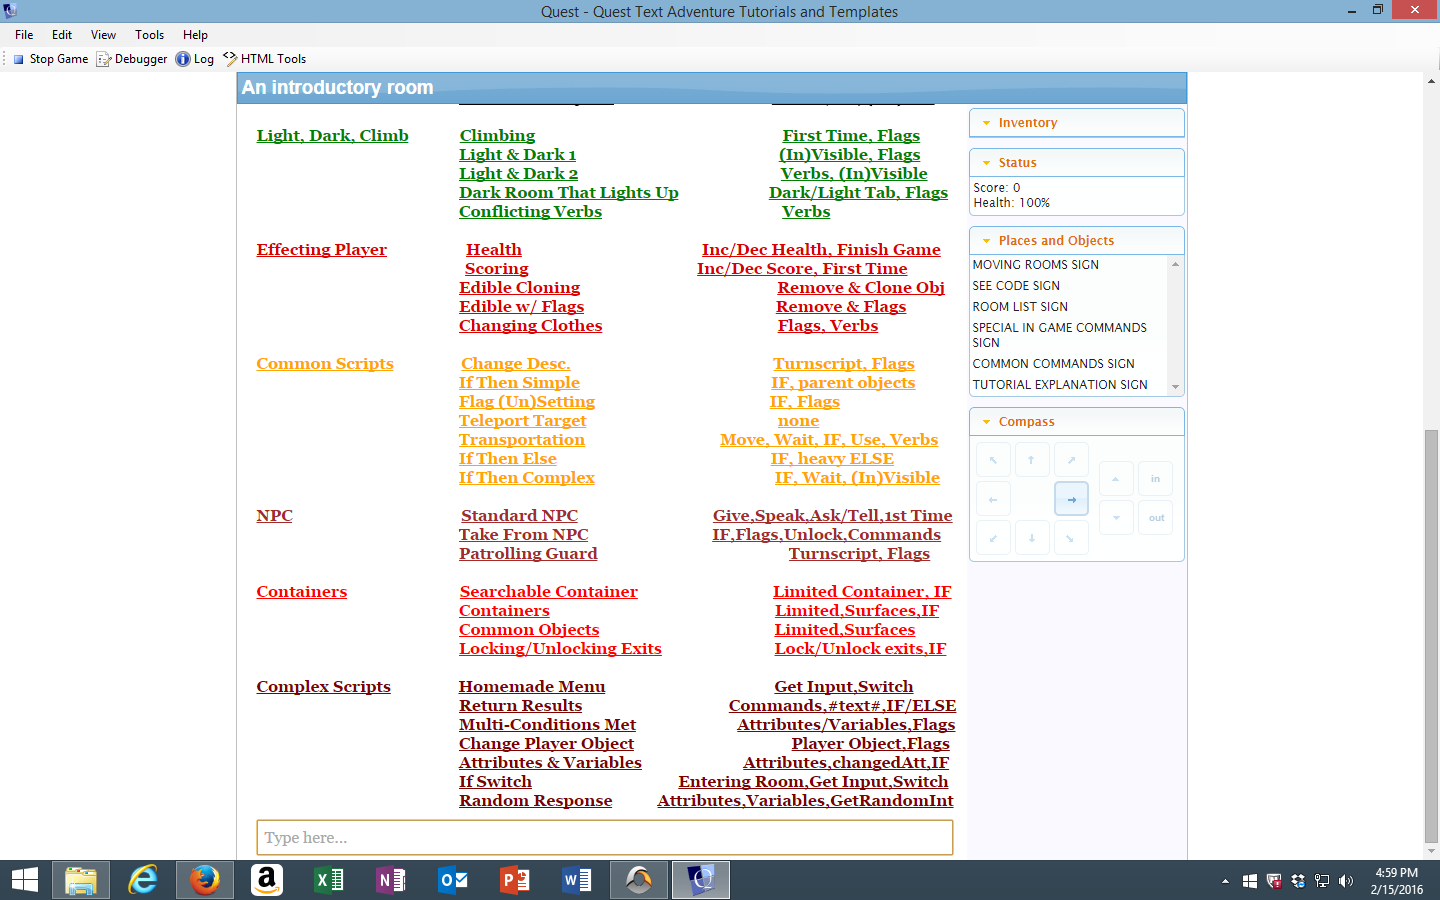 Quest - Quest Text Adventure Tutorials and Templates
File Edit View Tools Help
Stop Game Debugger Log HTML Tools
An introductory room
Light, Dark, Climb Climbing First Time, Flags
Light & Dark 1 (In)Visible, Flags
Light & Dark 2 Verbs, (In)Visible
Dark Room That Lights Up Dark/Light Tab, Flags
Conflicting Verbs Verbs
Effecting Player Health Inc/Dec Health, Finish Game
Scoring Inc/Dec Score, First Time
Edible Cloning Remove & Clone Obj
Edible w/ Flags Remove & Flags
Changing Clothes Flags, Verbs
Common Scripts Change Desc. Turnscript, Flags
If Then Simple IF, parent objects
Flag (Un)Setting IF, Flags
Teleport Target none
Transportation Move, Wait, IF, Use, Verbs
If Then Else IF, heavy ELSE
If Then Complex IF, Wait, (In)Visible
NPC Standard NPC Give,Speak,Ask/Tell,1st Time
Take From NPC IF,Flags,Unlock,Commands
Patrolling Guard Turnscript, Flags
Containers Searchable Container Limited Container, IF
Containers Limited,Surfaces,IF
Common Objects Limited,Surfaces
Locking/Unlocking Exits Lock/Unlock exits,IF
Complex Scripts Homemade Menu Get Input,Switch
Return Results Commands,#text#,IF/ELSE
Multi-Conditions Met Attributes/Variables,Flags
Change Player Object Player Object,Flags
Attributes & Variables Attributes,changedAtt,IF
If Switch Entering Room,Get Input,Switch
Random Response Attributes,Variables,GetRandomInt
Type here...
Inventory
Status
Score: 0
Health: 100%
Places and Objects
MOVING ROOMS SIGN
SEE CODE SIGN
ROOM LIST SIGN
SPECIAL IN GAME COMMANDS
SIGN
COMMON COMMANDS SIGN
TUTORIAL EXPLANATION SIGN
Compass
in
out
4:59 PM
2/15/2016